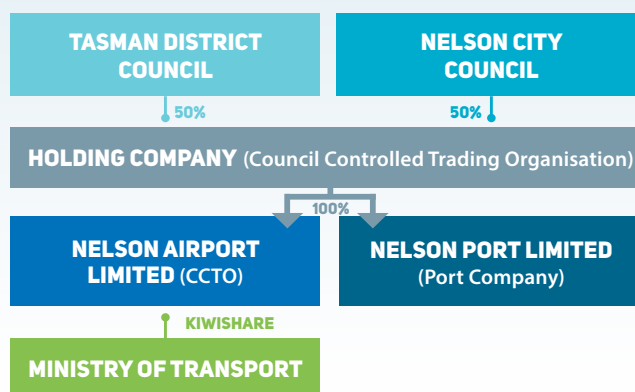 TASMAN DISTRICT
COUNCIL
NELSON CITY
COUNCIL
50%
50%
HOLDING COMPANY (Council Controlled Trading Organisation)
100%
NELSON AIRPORT
LIMITED (CCTO)
NELSON PORT LIMITED
(Port Company)
KIWISHARE
MINISTRY OF TRANSPORT